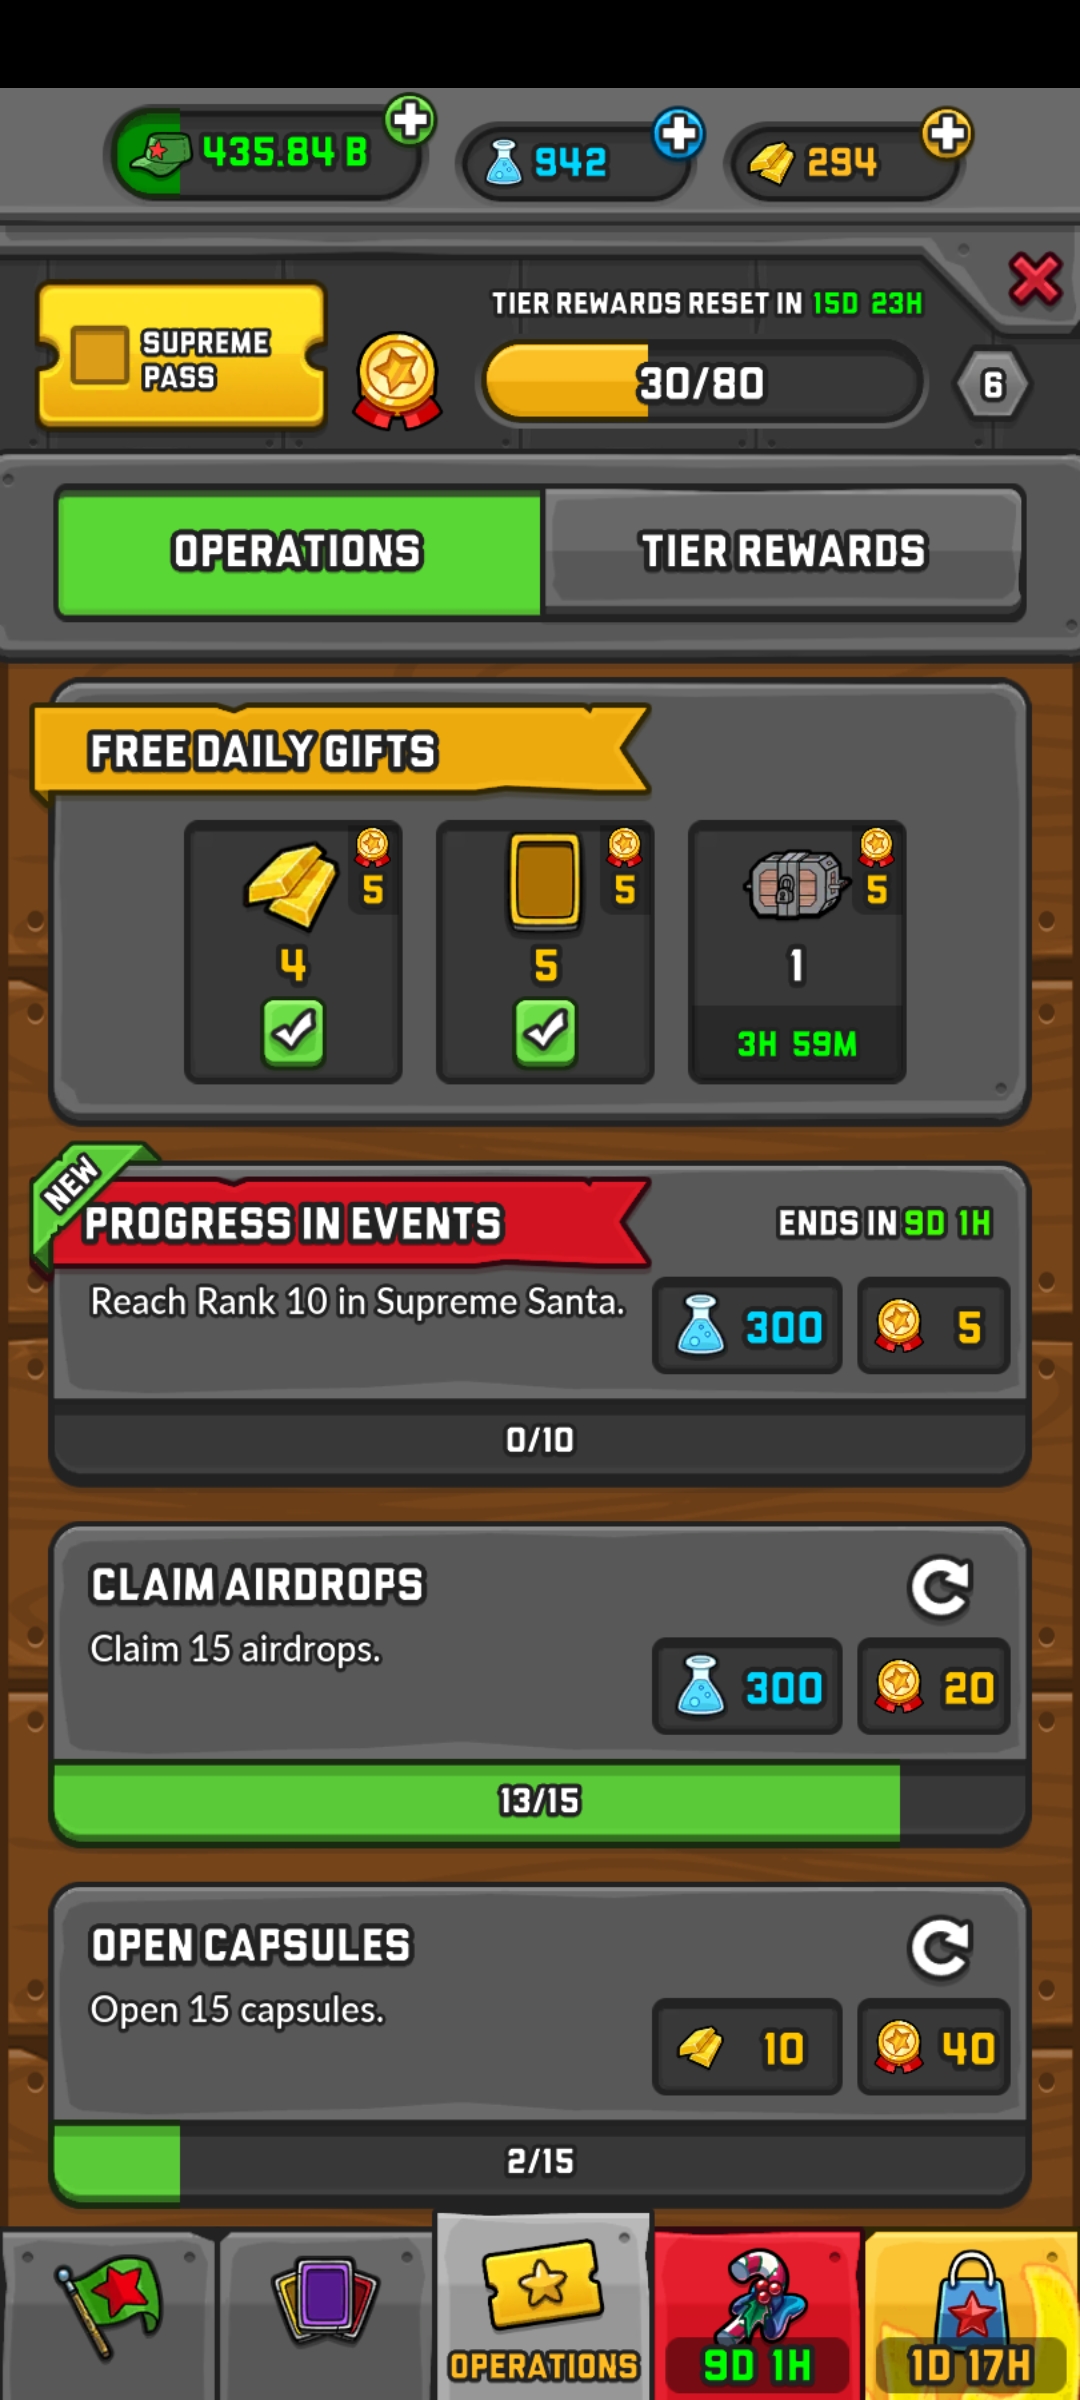 435.84 B
942
294
TIER REWARDS RESET IN 15D 23H
SUPREME
PASS
30/80
6
OPERATIONS
TIER REWARDS
FREE DAILY GIFTS
5
5
5
4
5
1
3H 59M
NEW
PROGRESS IN EVENTS
ENDS IN 9D 1H
Reach Rank 10 in Supreme Santa.
300
5
0/10
CLAIM AIRDROPS
Claim 15 airdrops.
300
20
13/15
OPEN CAPSULES
Open 15 capsules.
10
40
2/15
OPERATIONS
9D 1H
1D 17H